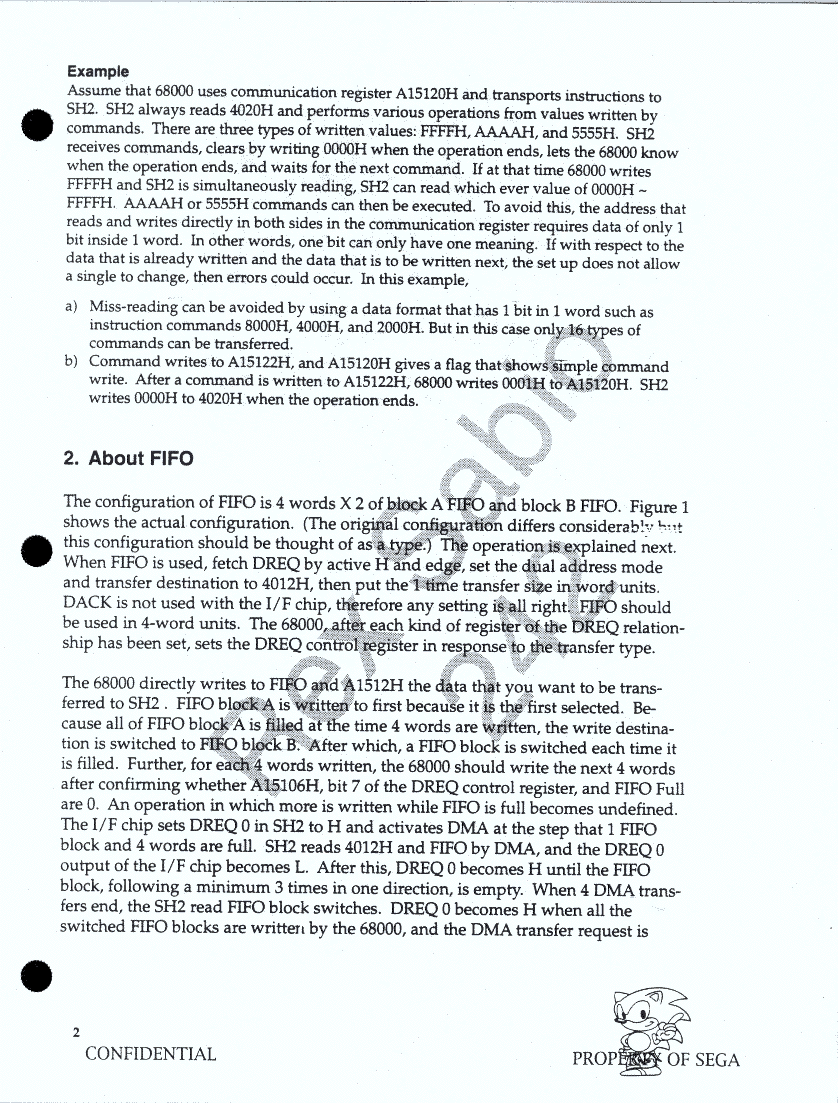 Example
Assume that 68000 uses communication register A15120H and transports instructions to
SH2. SH2 always reads 4020H and performs various operations from values written by
commands. There are three types of written values: FFFFH, AAAAH, and 5555H. SH2
receives commands, clears by writing 0000H when the operation ends, lets the 68000 know
when the operation ends, and waits for the next command. If at that time 68000 writes
FFFFH and SH2 is simultaneously reading, SH2 can read which ever value of 0000H ~
FFFFH. AAAAH or 5555H commands can then be executed. To avoid this, the address that
reads and writes directly in both sides in the communication register requires data of only 1
bit inside 1 word. In other words, one bit can only have one meaning. If with respect to the
data that is already written and the data that is to be written next, the set up does not allow
a single to change, then errors could occur. In this example,
a) Miss-reading can be avoided by using a data format that has 1 bit in 1 word such as
instruction commands 8000H, 4000H, and 2000H. But in this case only 16 types of
commands can be transferred.
b) Command writes to A15122H, and A15120H gives a flag that shows simple command
write. After a command is written to A15122H, 68000 writes 0001H to A15120H. SH2
writes 0000H to 4020H when the operation ends.
2. About FIFO
The configuration of FIFO is 4 words X 2 of block A FIFO and block B FIFO. Figure 1
shows the actual configuration. (The original configuration differs considerably but
this configuration should be thought of as a type.) The operation is explained next.
When FIFO is used, fetch DREQ by active H and edge, set the dual address mode
and transfer destination to 4012H, then put the 1 time transfer size in word units.
DACK is not used with the I/F chip, therefore any setting is all right. FIFO should
be used in 4-word units. The 68000, after each kind of register of the DREQ relation-
ship has been set, sets the DREQ control register in response to the transfer type.
The 68000 directly writes to FIFO and A1512H the data that you want to be trans-
ferred to SH2 . FIFO block A is written to first because it is the first selected. Be-
cause all of FIFO block A is filled at the time 4 words are written, the write destina-
tion is switched to FIFO block B. After which, a FIFO block is switched each time it
is filled. Further, for each 4 words written, the 68000 should write the next 4 words
after confirming whether A15106H, bit 7 of the DREQ control register, and FIFO Full
are 0. An operation in which more is written while FIFO is full becomes undefined.
The I/F chip sets DREQ 0 in SH2 to H and activates DMA at the step that 1 FIFO
block and 4 words are full. SH2 reads 4012H and FIFO by DMA, and the DREQ 0
output of the I/F chip becomes L. After this, DREQ 0 becomes H until the FIFO
block, following a minimum 3 times in one direction, is empty. When 4 DMA trans-
fers end, the SH2 read FIFO block switches. DREQ 0 becomes H when all the
switched FIFO blocks are written by the 68000, and the DMA transfer request is
Rex Sabio
242
2
CONFIDENTIAL
PROPERTY OF SEGA